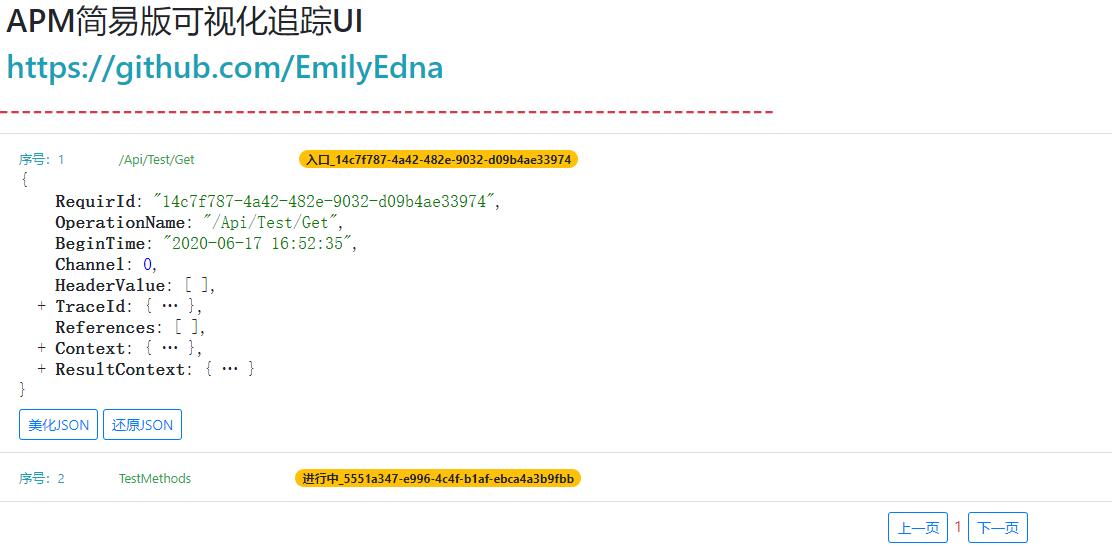 APM简易版可视化追踪UI
https://github.com/EmilyEdna
序号：1 /Api/Test/Get 入口_14c7f787-4a42-482e-9032-d09b4ae33974
{
RequirId: "14c7f787-4a42-482e-9032-d09b4ae33974",
OperationName: "/Api/Test/Get",
BeginTime: "2020-06-17 16:52:35",
Channel: 0,
HeaderValue: [ ],
+ TraceId: { ··· },
References: [ ],
+ Context: { ··· },
+ ResultContext: { ··· }
}
美化JSON 还原JSON
序号：2 TestMethods 进行中_5551a347-e996-4c4f-b1af-ebca4a3b9fbb
上一页 1 下一页